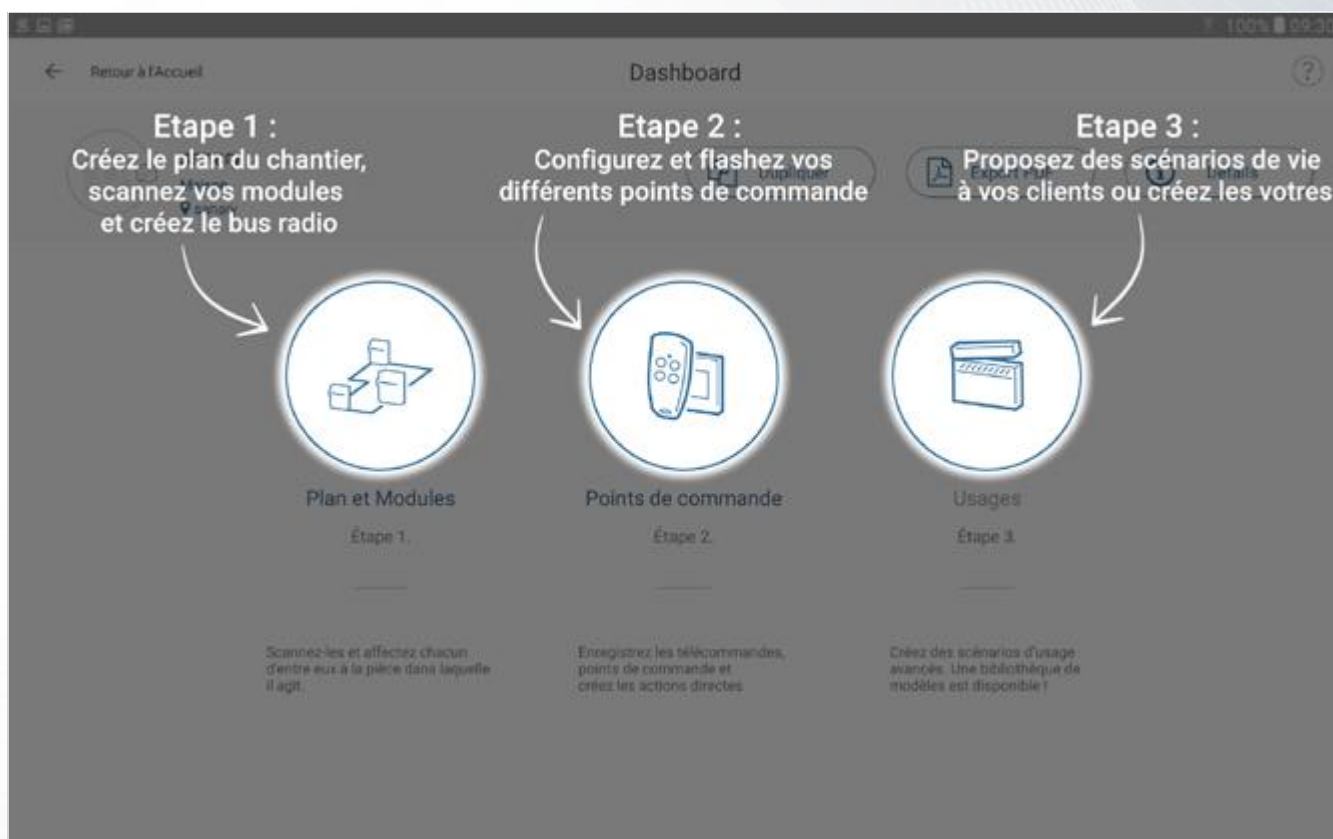 100% 09:30
Retour à l'Accueil
Dashboard
?
Etape 1 :
Créez le plan du chantier,
scannez vos modules
et créez le bus radio
Etape 2 :
Configurez et flashez vos
différents points de commande
Etape 3 :
Proposez des scénarios de vie
à vos clients ou créez les votres
Dupliquer
Export PDF
Détails
Plan et Modules
Étape 1.
Scannez-les et affectez chacun
d'entre eux à la pièce dans laquelle
il agit.
Points de commande
Étape 2.
Enregistrez les télécommandes,
points de commande et
créez les actions directes.
Usages
Étape 3.
Créez des scénarios d'usage
avancés. Une bibliothèque de
modèles est disponible !